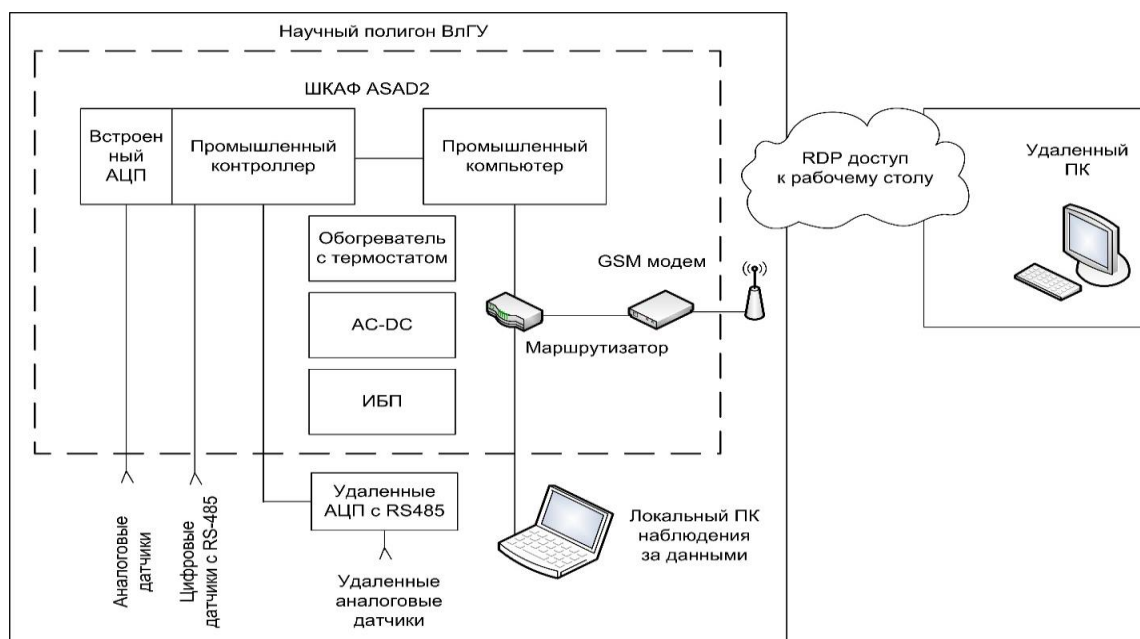 Научный полигон ВлГУ
ШКАФ ASAD2
Встроен
ный
АЦП
Промышленный
контроллер
Промышленный
компьютер
RDP доступ
к рабочему столу
Удаленный
ПК
Обогреватель
с термостатом
GSM модем
AC-DC
Маршрутизатор
ИБП
Аналоговые
датчики
Цифровые
датчики с RS-485
Удаленные
АЦП с RS485
Удаленные
аналоговые
датчики
Локальный ПК
наблюдения
за данными